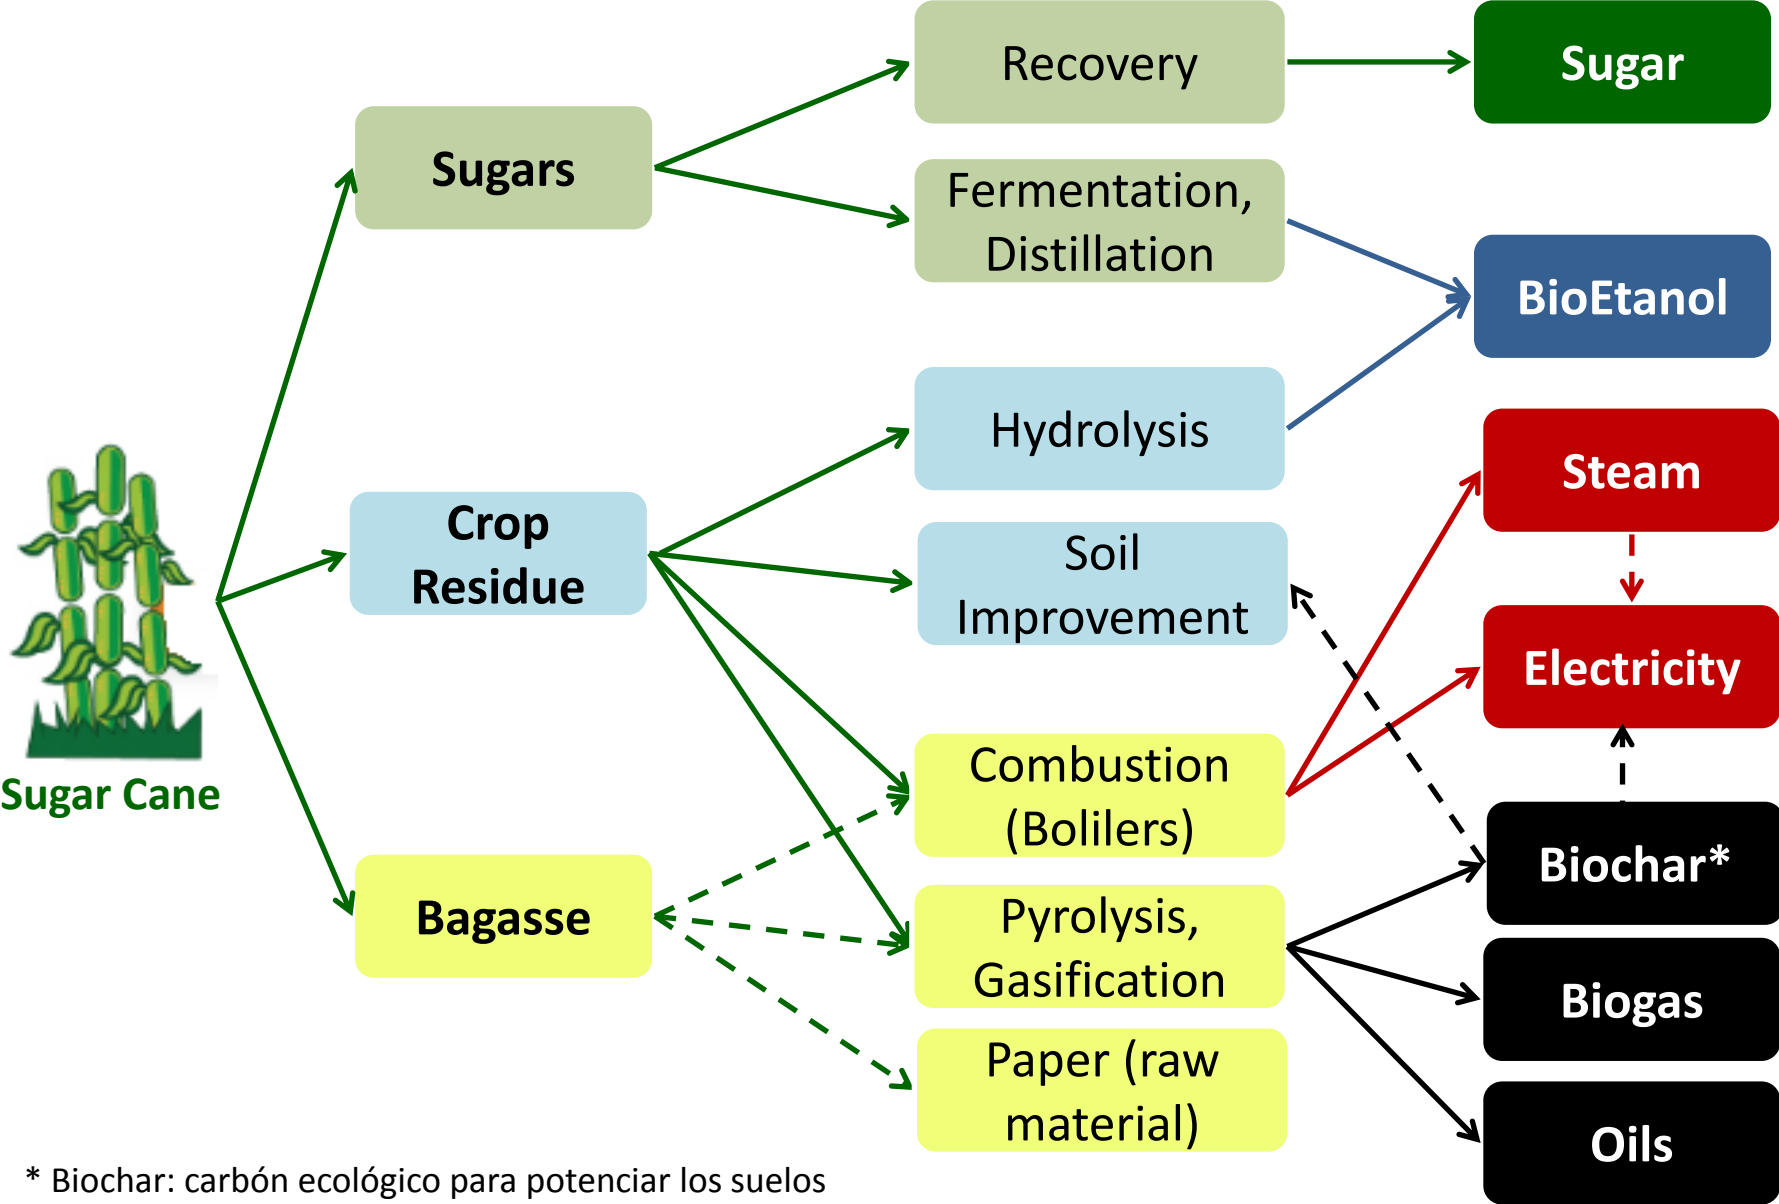 Recovery
Sugar
Sugars
Fermentation,
Distillation
BioEtanol
Hydrolysis
Steam
Crop
Residue
Soil
Improvement
Electricity
Sugar Cane
Combustion
(Bolilers)
Biochar*
Bagasse
Pyrolysis,
Gasification
Biogas
Paper (raw
material)
Oils
* Biochar: carbón ecológico para potenciar los suelos